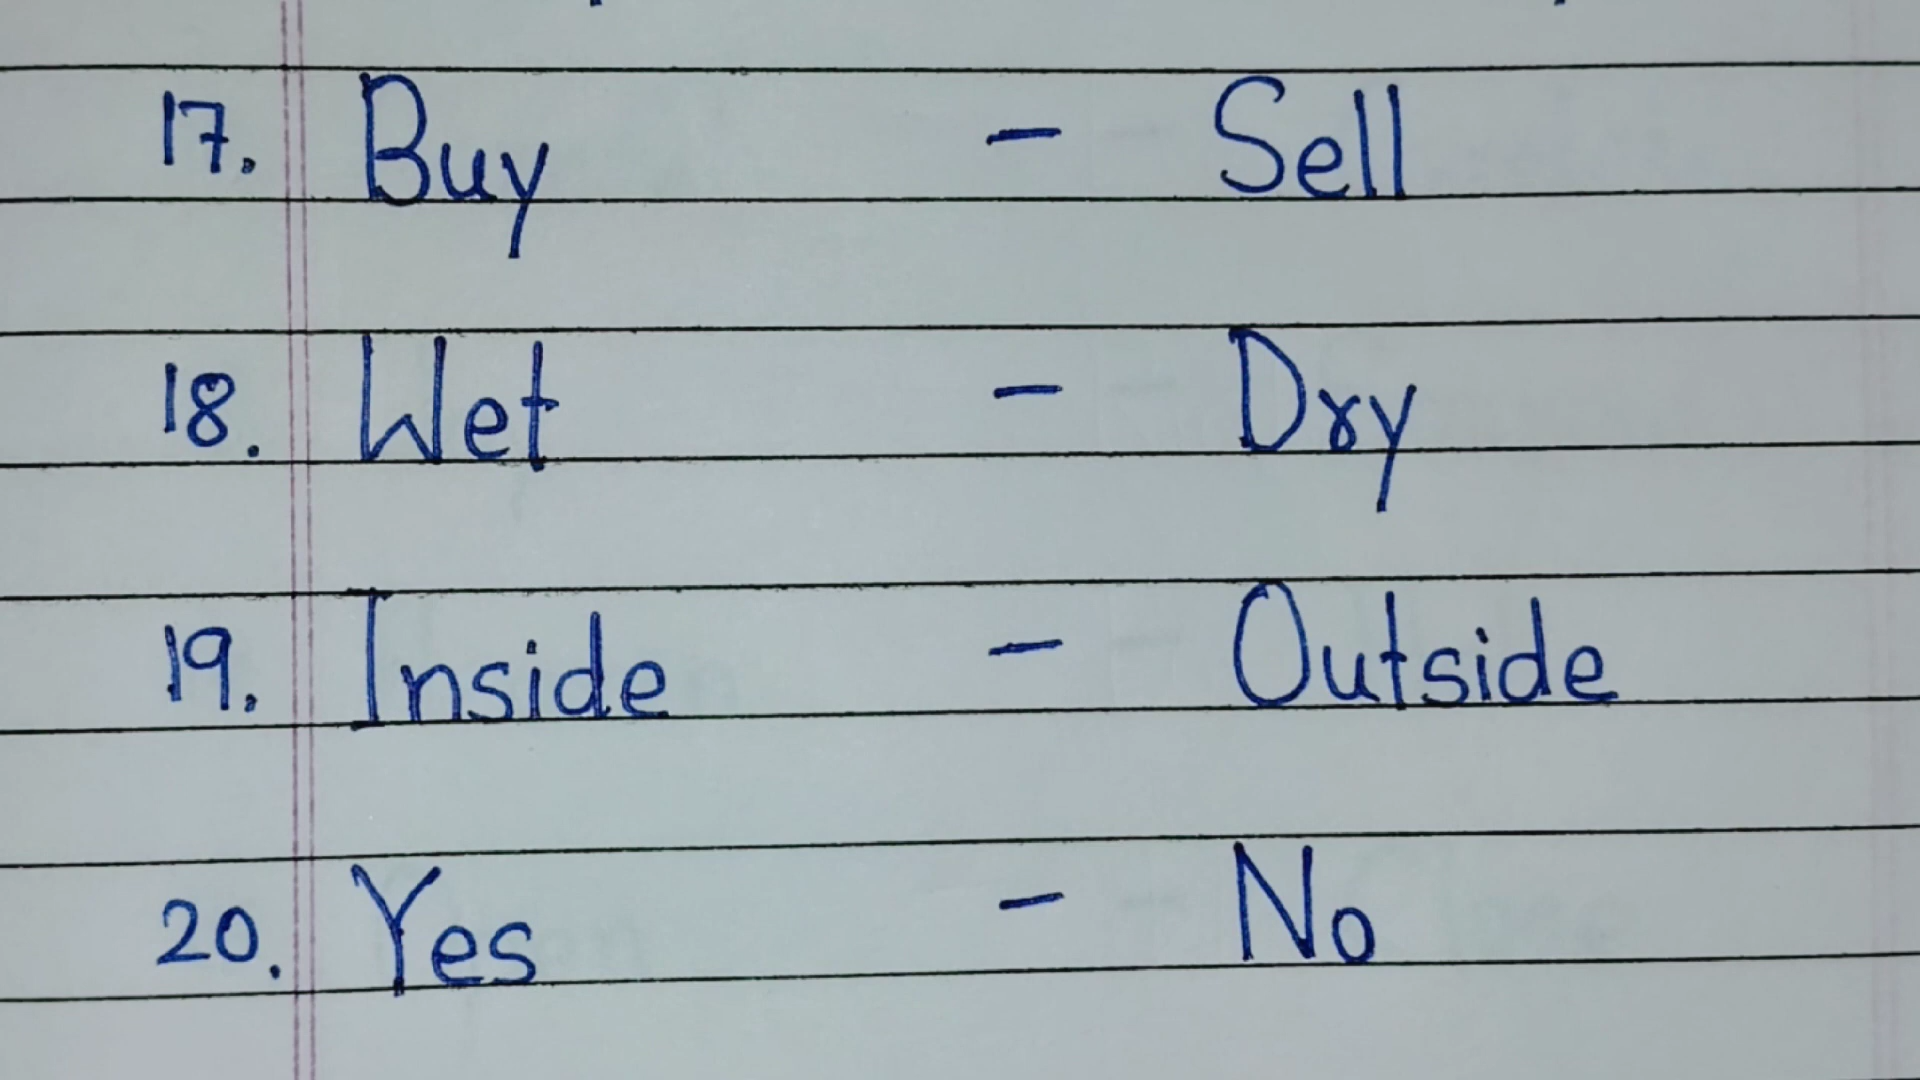 17. Buy - Sell
18. Wet - Dry
19. Inside - Outside
20. Yes - No